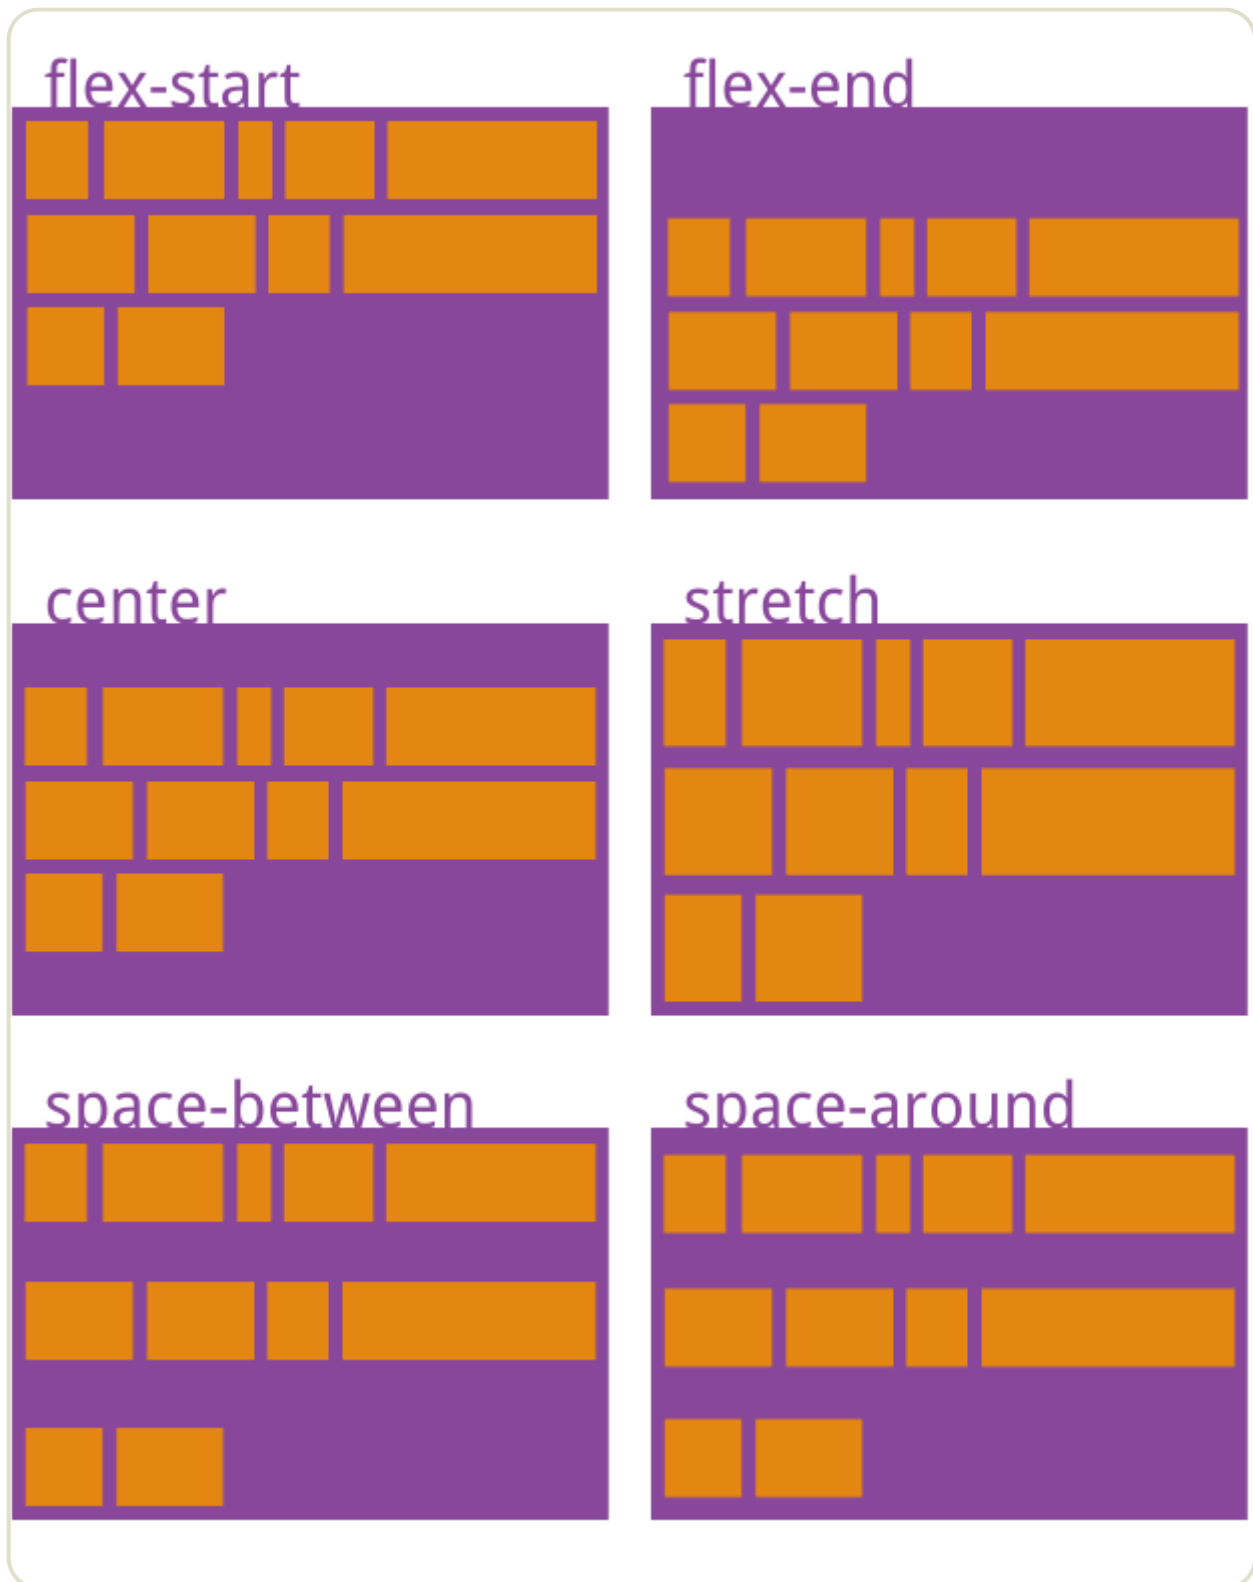 flex-start
flex-end
center
stretch
space-between
space-around